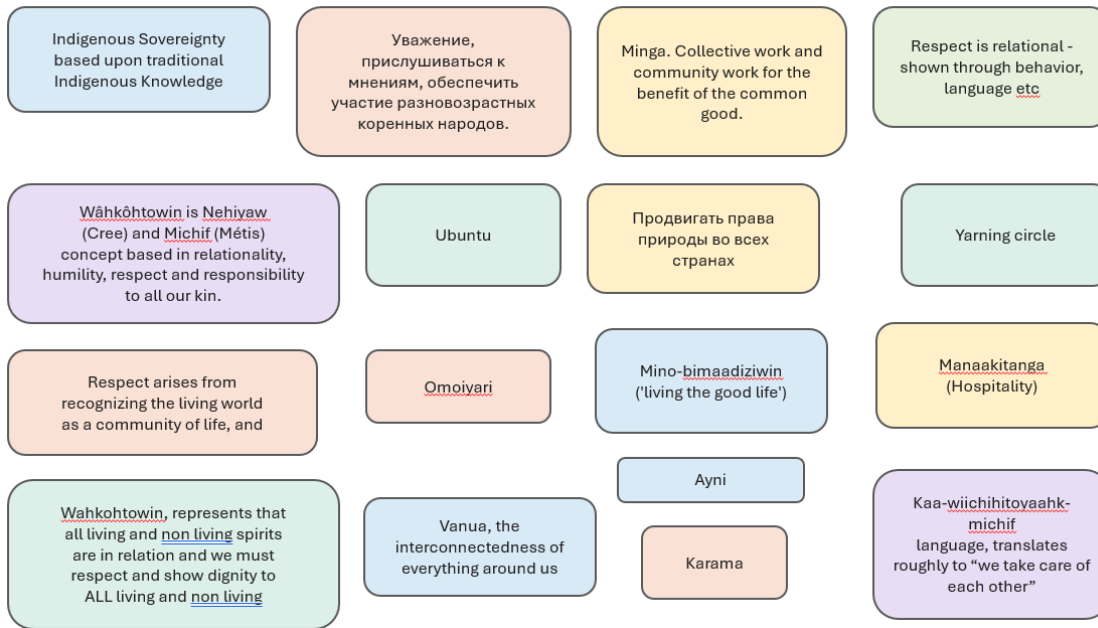 Indigenous Sovereignty
based upon traditional
Indigenous Knowledge
Уважение,
прислушиваться к
мнениям, обеспечить
участие разновозрастных
коренных народов.
Minga. Collective work and
community work for the
benefit of the common
good.
Respect is relational -
shown through behavior,
language etc
Wâhkôhtowin is Nehiyaw
(Cree) and Michif (Métis)
concept based in relationality,
humility, respect and responsibility
to all our kin.
Ubuntu
Продвигать права
природы во всех
странах
Yarning circle
Respect arises from
recognizing the living world
as a community of life, and
Omoiyari
Mino-bimaadiziwin
('living the good life')
Manaakitanga
(Hospitality)
Wahkohtowin, represents that
all living and non living spirits
are in relation and we must
respect and show dignity to
ALL living and non living
Vanua, the
interconnectedness of
everything around us
Ayni
Karama
Kaa-wiichihitoyaahk-
michif
language, translates
roughly to “we take care of
each other”